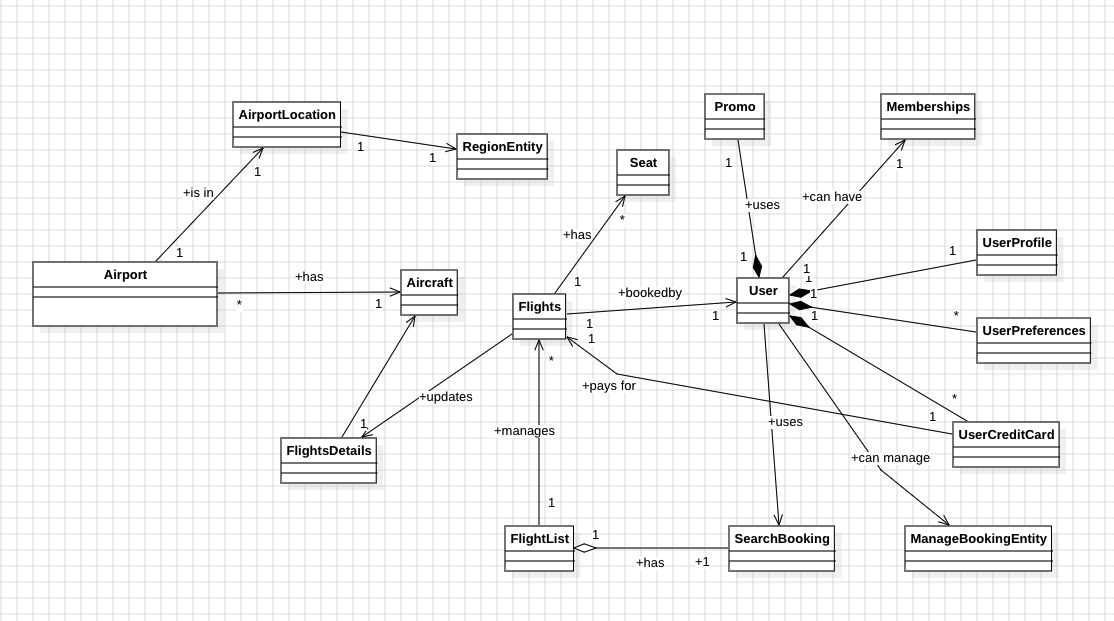 Promo
Memberships
AirportLocation
RegionEntity
Seat
1
1
1
1
1
1
+is in
+uses
+can have
*
+has
UserProfile
1
1
1
1
Airport
+has
*
1
Aircraft
1
Flights
+bookedby
1
1
1
User
1
1
1
*
UserPreferences
+pays for
+updates
*
*
1
1
+manages
+uses
UserCreditCard
FlightsDetails
+can manage
1
FlightList
1
+has
+1
SearchBooking
ManageBookingEntity